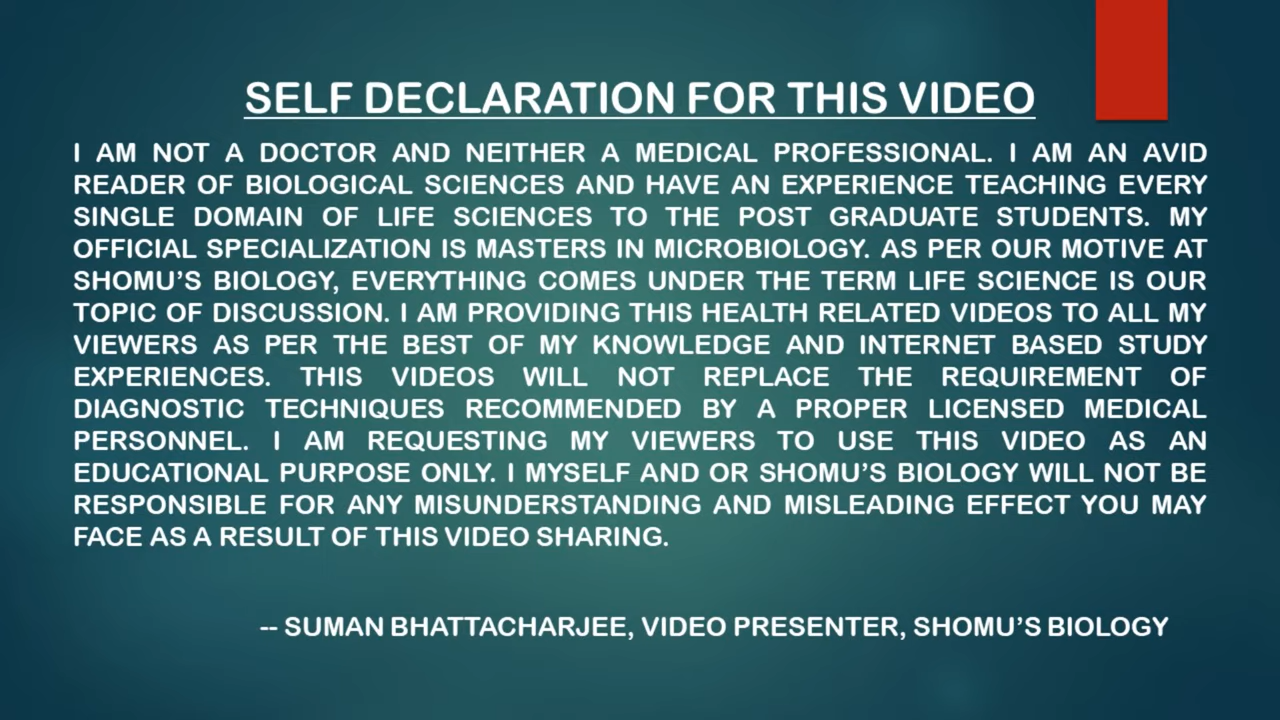 SELF DECLARATION FOR THIS VIDEO
I AM NOT A DOCTOR AND NEITHER A MEDICAL PROFESSIONAL. I AM AN AVID
READER OF BIOLOGICAL SCIENCES AND HAVE AN EXPERIENCE TEACHING EVERY
SINGLE DOMAIN OF LIFE SCIENCES TO THE POST GRADUATE STUDENTS. MY
OFFICIAL SPECIALIZATION IS MASTERS IN MICROBIOLOGY. AS PER OUR MOTIVE AT
SHOMU'S BIOLOGY, EVERYTHING COMES UNDER THE TERM LIFE SCIENCE IS OUR
TOPIC OF DISCUSSION. I AM PROVIDING THIS HEALTH RELATED VIDEOS TO ALL MY
VIEWERS AS PER THE BEST OF MY KNOWLEDGE AND INTERNET BASED STUDY
EXPERIENCES. THIS VIDEOS WILL NOT REPLACE THE REQUIREMENT OF
DIAGNOSTIC TECHNIQUES RECOMMENDED BY A PROPER LICENSED MEDICAL
PERSONNEL. I AM REQUESTING MY VIEWERS TO USE THIS VIDEO AS AN
EDUCATIONAL PURPOSE ONLY. I MYSELF AND OR SHOMU'S BIOLOGY WILL NOT BE
RESPONSIBLE FOR ANY MISUNDERSTANDING AND MISLEADING EFFECT YOU MAY
FACE AS A RESULT OF THIS VIDEO SHARING.
-- SUMAN BHATTACHARJEE, VIDEO PRESENTER, SHOMU'S BIOLOGY